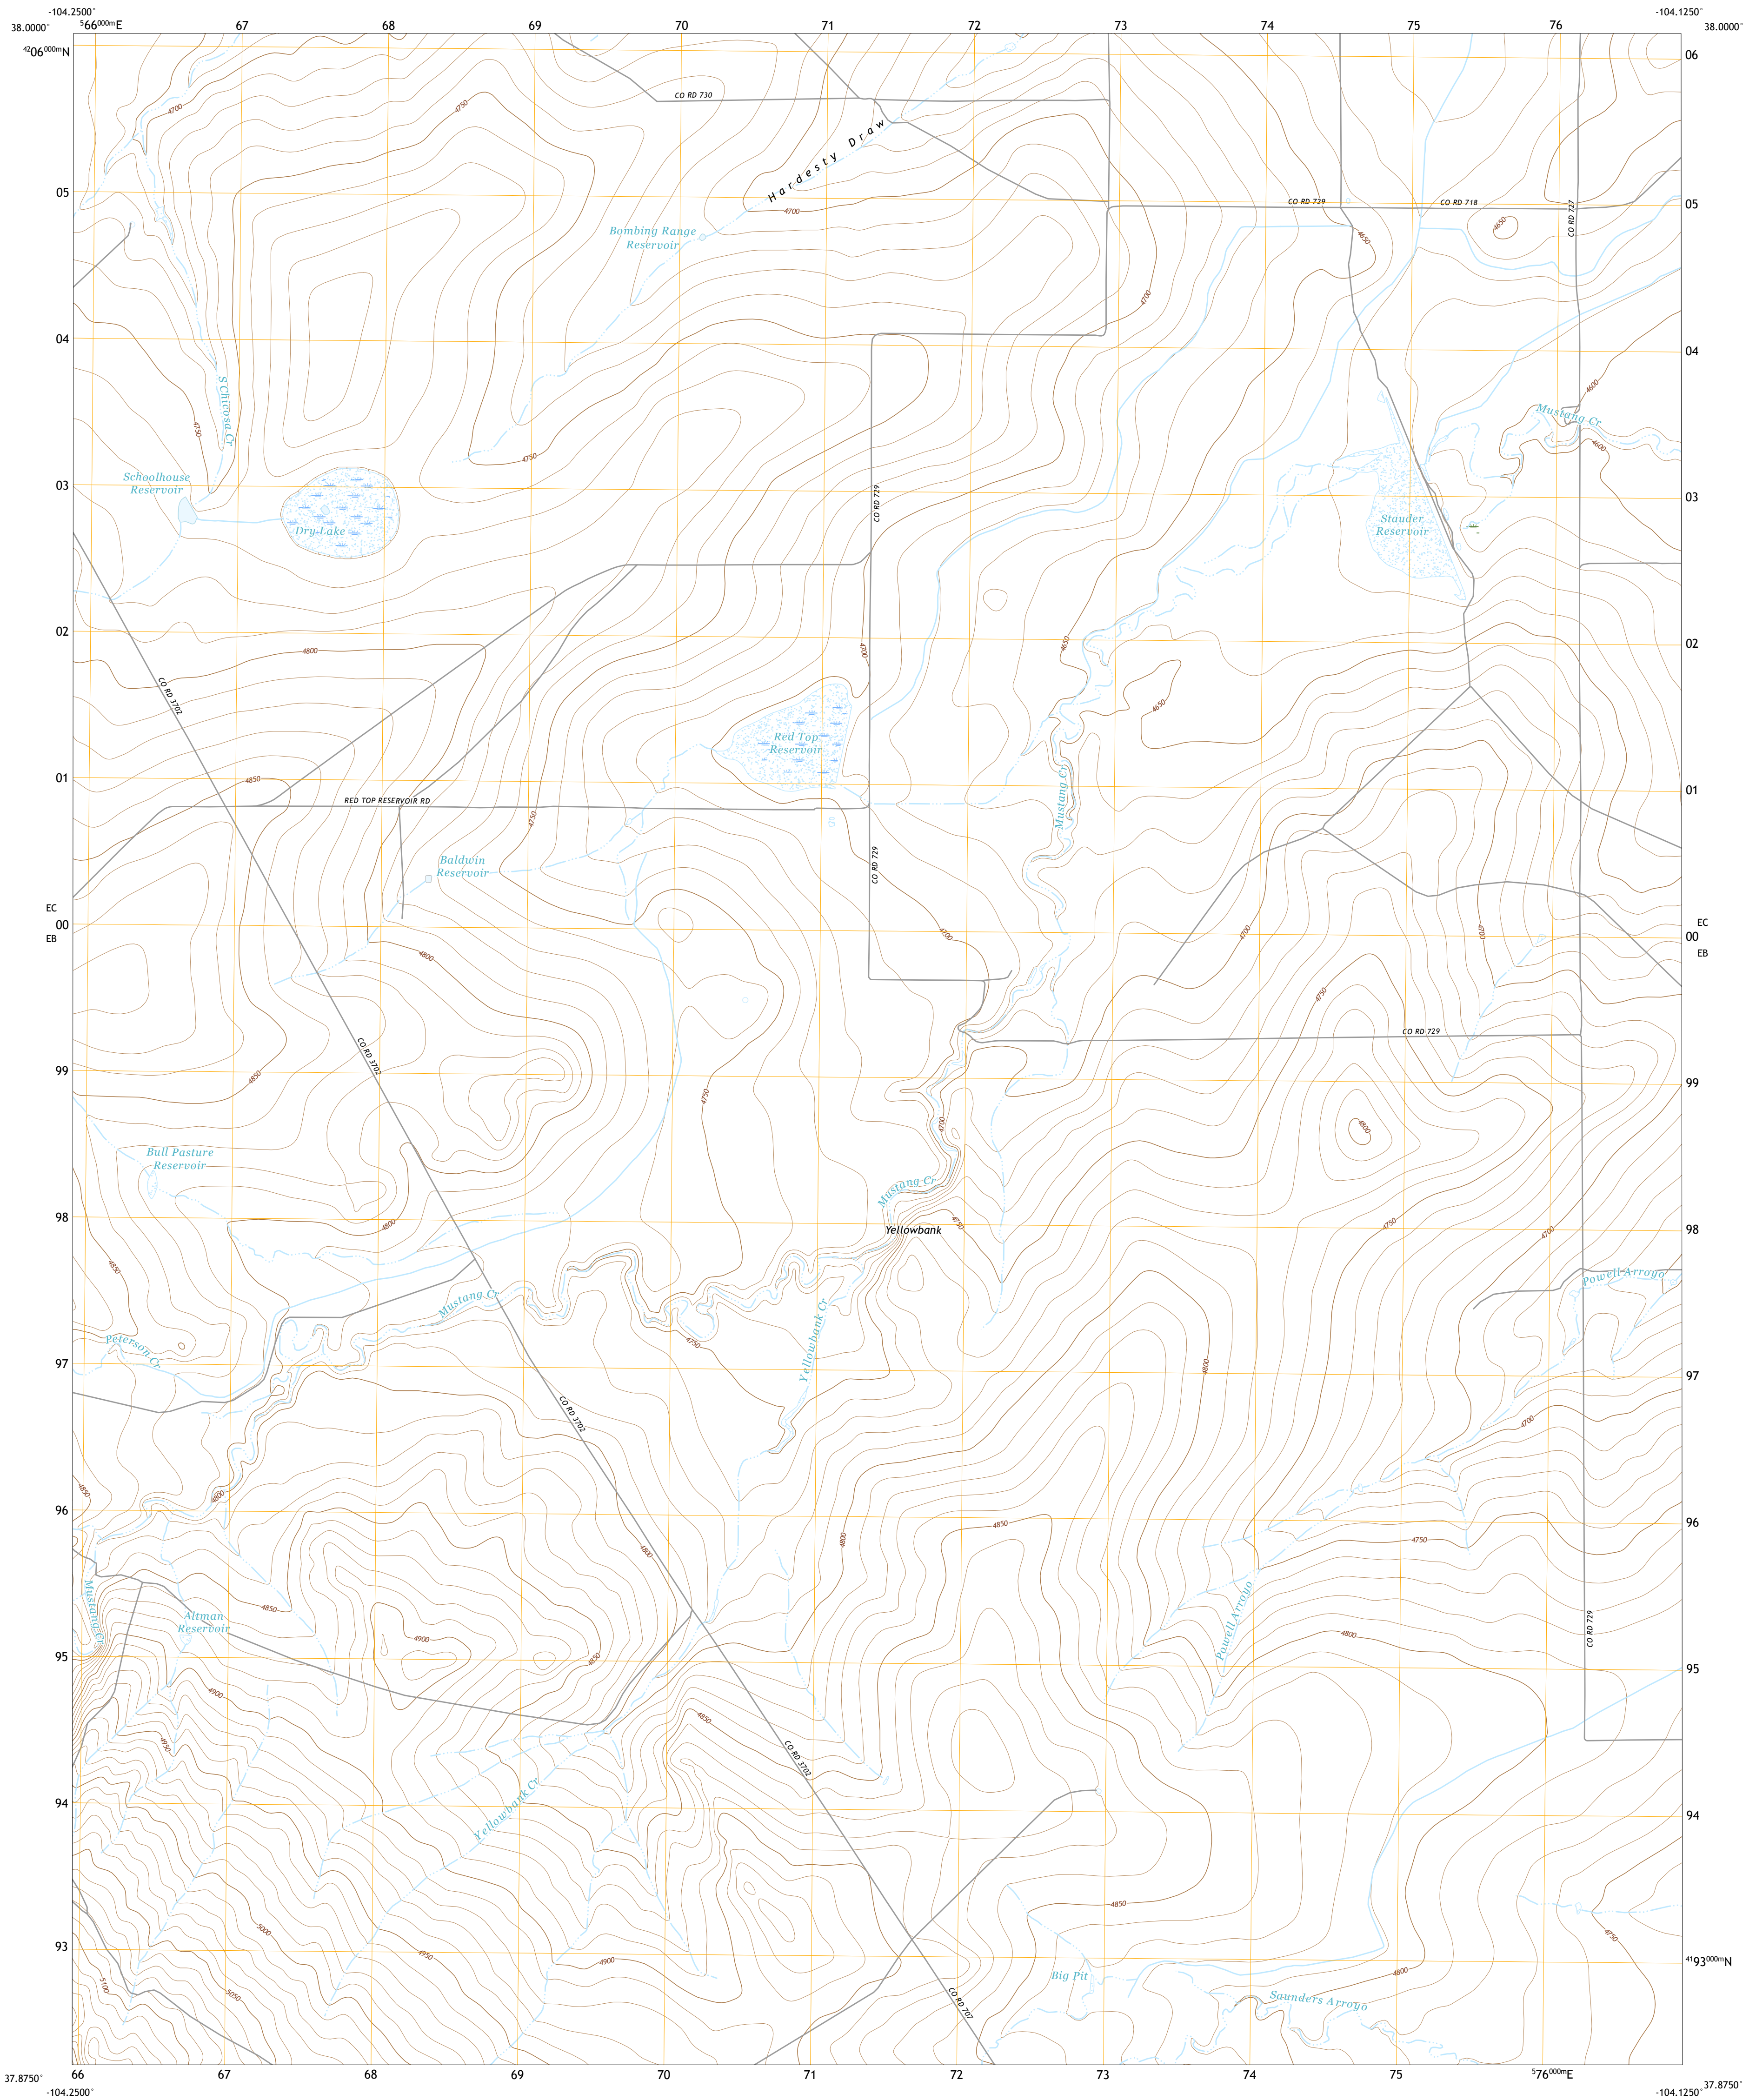 -104.2500°
-104.1250°
38.0000°
⁵66⁰⁰⁰ᵐE
67
68
69
70
71
72
73
74
75
76
38.0000°
⁴²06⁰⁰⁰ᵐN
06
CO RD 730
4700
4750
Hardesty Draw
05
05
4700
CO RD 729
CO RD 718
CO RD 727
4650
4650
Bombing Range
Reservoir
4700
04
04
S Chicosa Cr
4750
4600
Mustang Cr
4600
4750
Schoolhouse
Reservoir
03
03
CO RD 729
Dry Lake
Stauder
Reservoir
02
02
4800
4700
4650
CO RD 3702
4650
Red Top
Reservoir
01
01
4850
RED TOP RESERVOIR RD
Mustang Cr
4750
Baldwin
Reservoir
CO RD 729
EC
00
EB
EC
00
EB
4800
4700
4700
4700
4750
CO RD 729
CO RD 3702
99
99
4850
4750
4700
4800
Bull Pasture
Reservoir
Mustang Cr
98
98
4800
Yellowbank
4750
4750
4700
4850
Powell Arroyo
Mustang Cr
Peterson Cr
Yellowbank Cr
4750
97
97
4800
CO RD 3702
4700
4850
4800
96
96
4850
4800
4800
4750
Mustang Cr
4850
Altman
Reservoir
4900
4850
Powell Arroyo
4800
CO RD 729
95
95
4900
4850
4950
CO RD 3702
94
94
Yellowbank Cr
4850
5000
4950
4900
4750
93
⁴¹93⁰⁰⁰ᵐN
5100
5050
Big Pit
4800
CO RD 707
Saunders Arroyo
37.8750°
66
67
68
69
70
71
72
73
74
75
⁵76⁰⁰⁰ᵐE
37.8750°
-104.2500°
-104.1250°